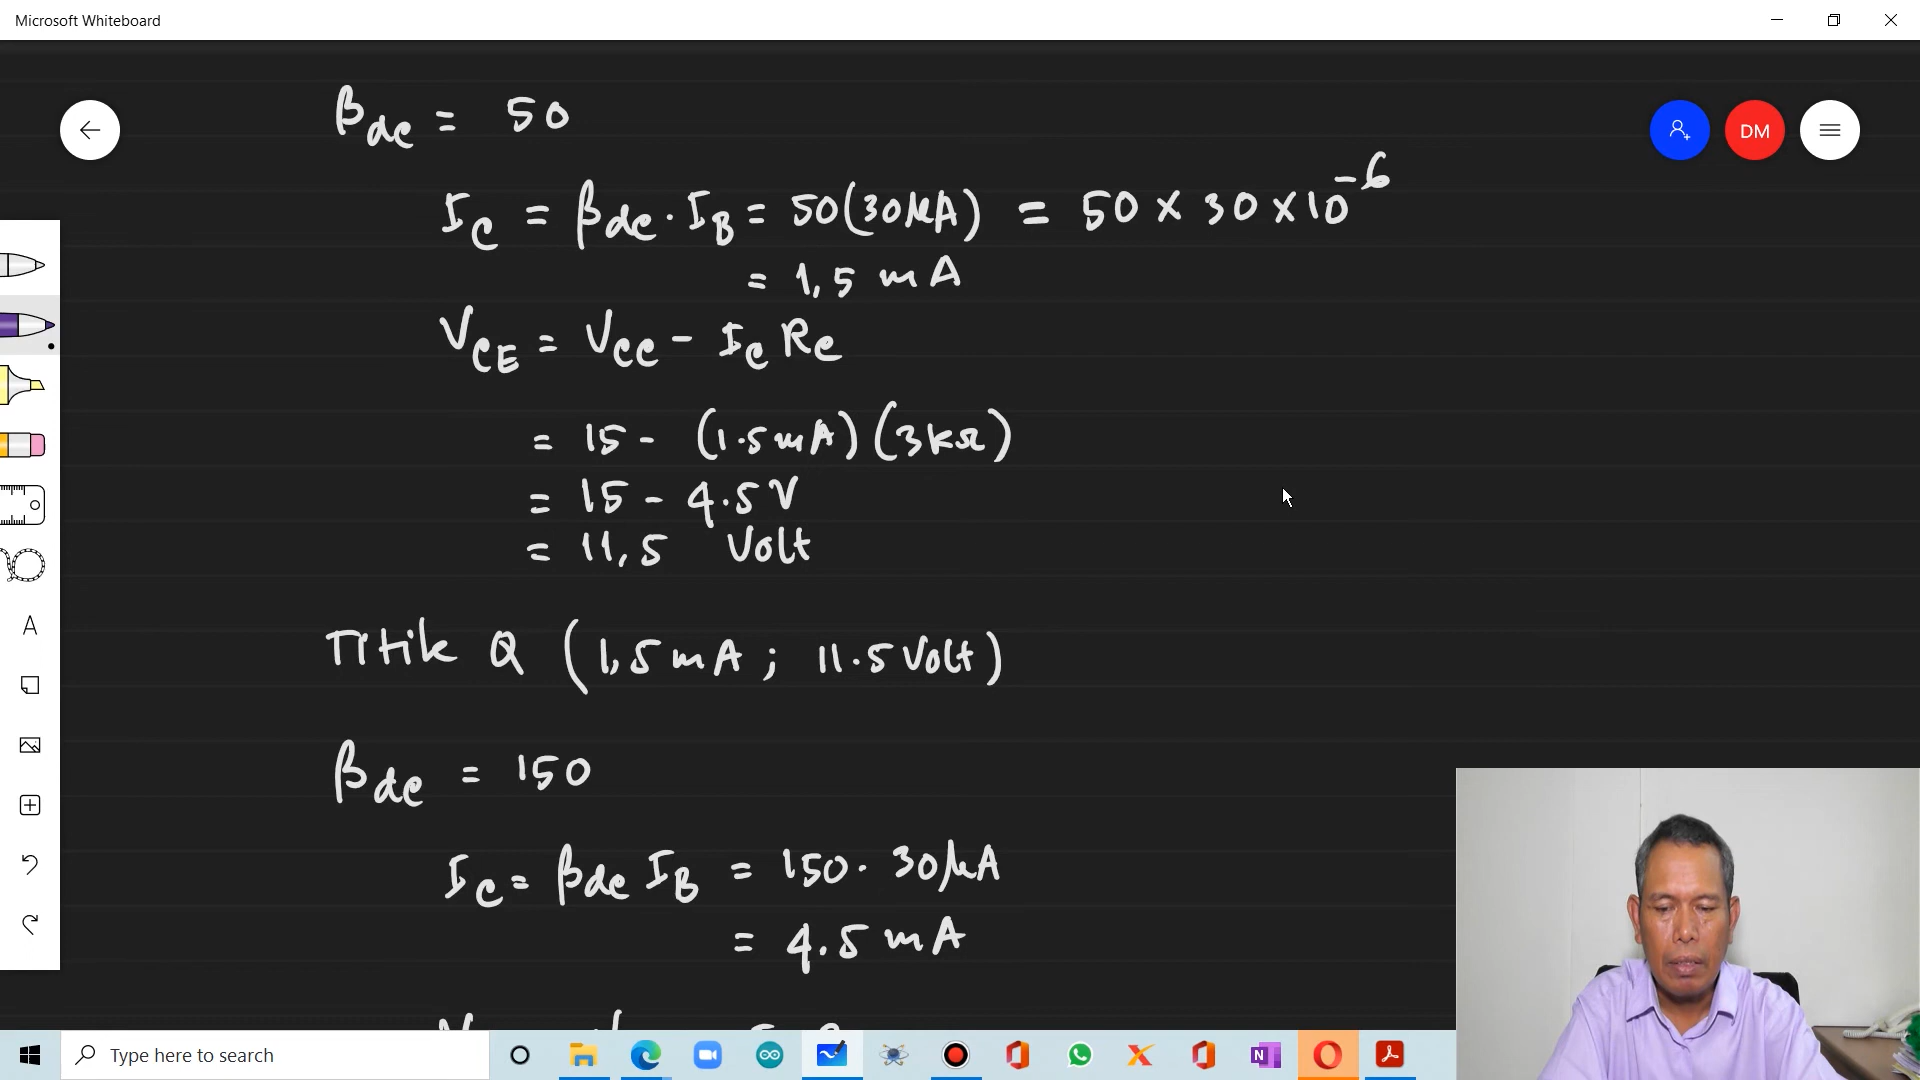 Microsoft Whiteboard
βdc = 50
DM
IC = βdc · IB = 50(30μA) = 50 × 30 × 10⁻⁶
= 1,5 mA
VCE = VCC - IC RC
= 15 - (1.5mA)(3kΩ)
= 15 - 4.5V
= 11,5 Volt
A
Titik Q (1,5mA ; 11.5 Volt)
βdc = 150
IC = βdc IB = 150 · 30μA
= 4.5 mA
Type here to search